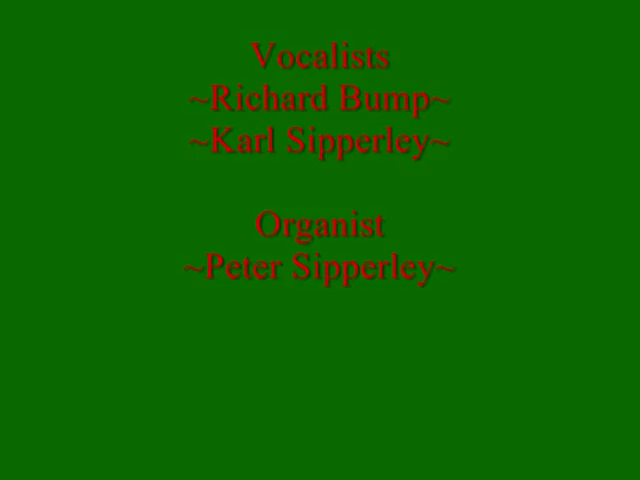 Vocalists
~Richard Bump~
~Karl Sipperley~
Organist
~Peter Sipperley~